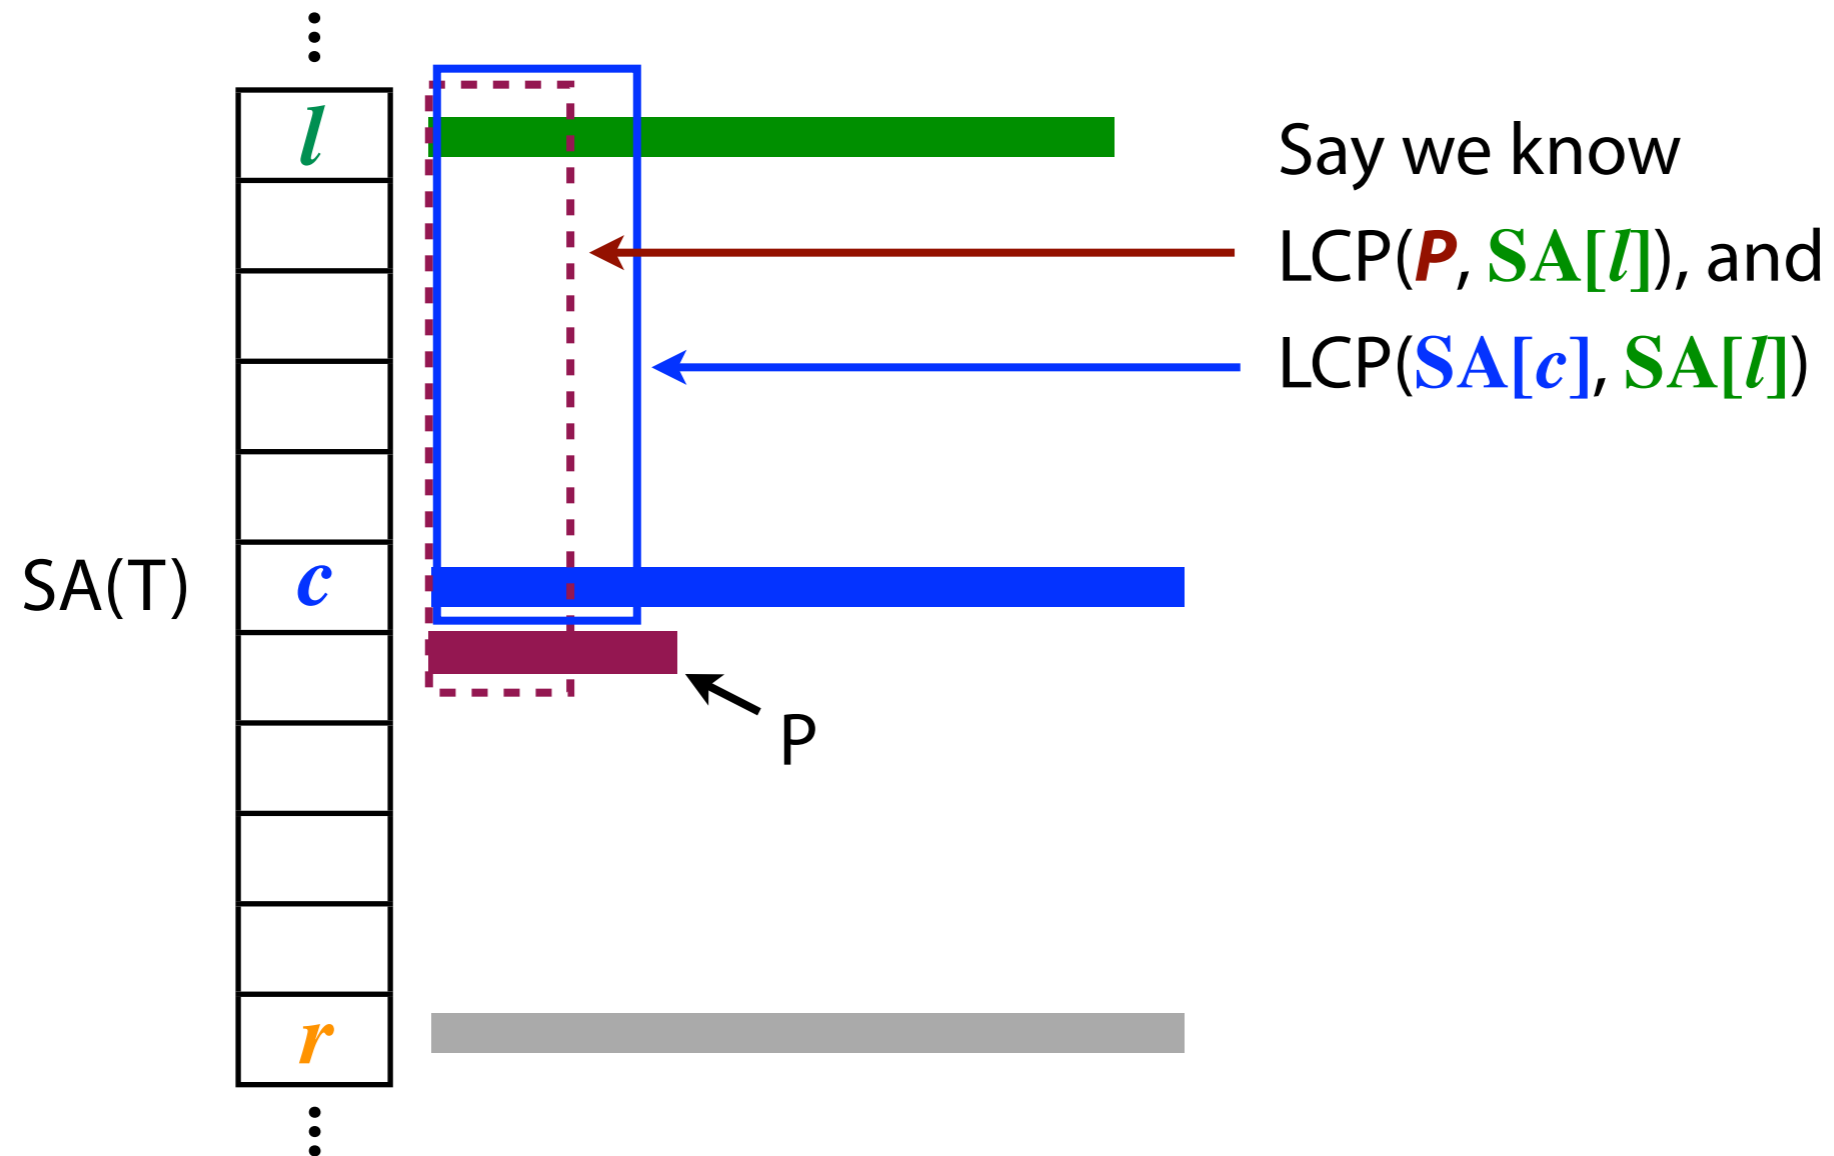 l
Say we know
LCP(P, SA[l]), and
LCP(SA[c], SA[l])
SA(T)
c
P
r